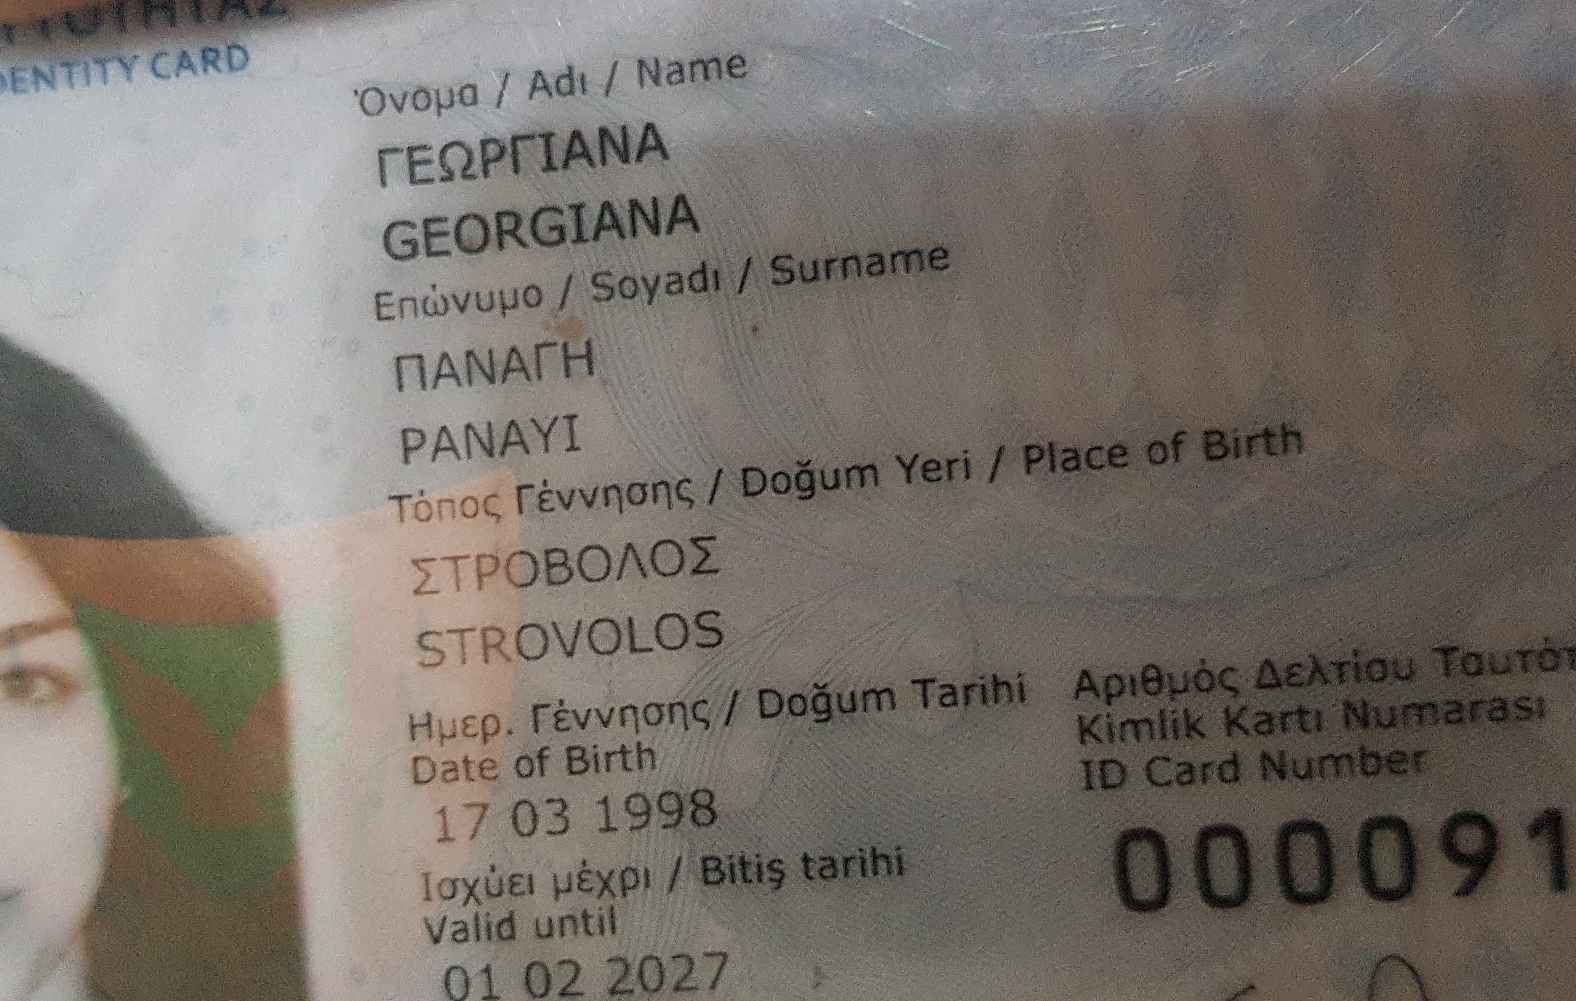 IDENTITY CARD
Όνομα / Adı / Name
ΓΕΩΡΓΙΑΝΑ
GEORGIANA
Επώνυμο / Soyadı / Surname
ΠΑΝΑΓΗ
PANAYI
Τόπος Γέννησης / Doğum Yeri / Place of Birth
ΣΤΡΟΒΟΛΟΣ
STROVOLOS
Ημερ. Γέννησης / Doğum Tarihi
Date of Birth
17 03 1998
Αριθμός Δελτίου Ταυτότ
Kimlik Kartı Numarası
ID Card Number
000091
Ισχύει μέχρι / Bitiş tarihi
Valid until
01 02 2027